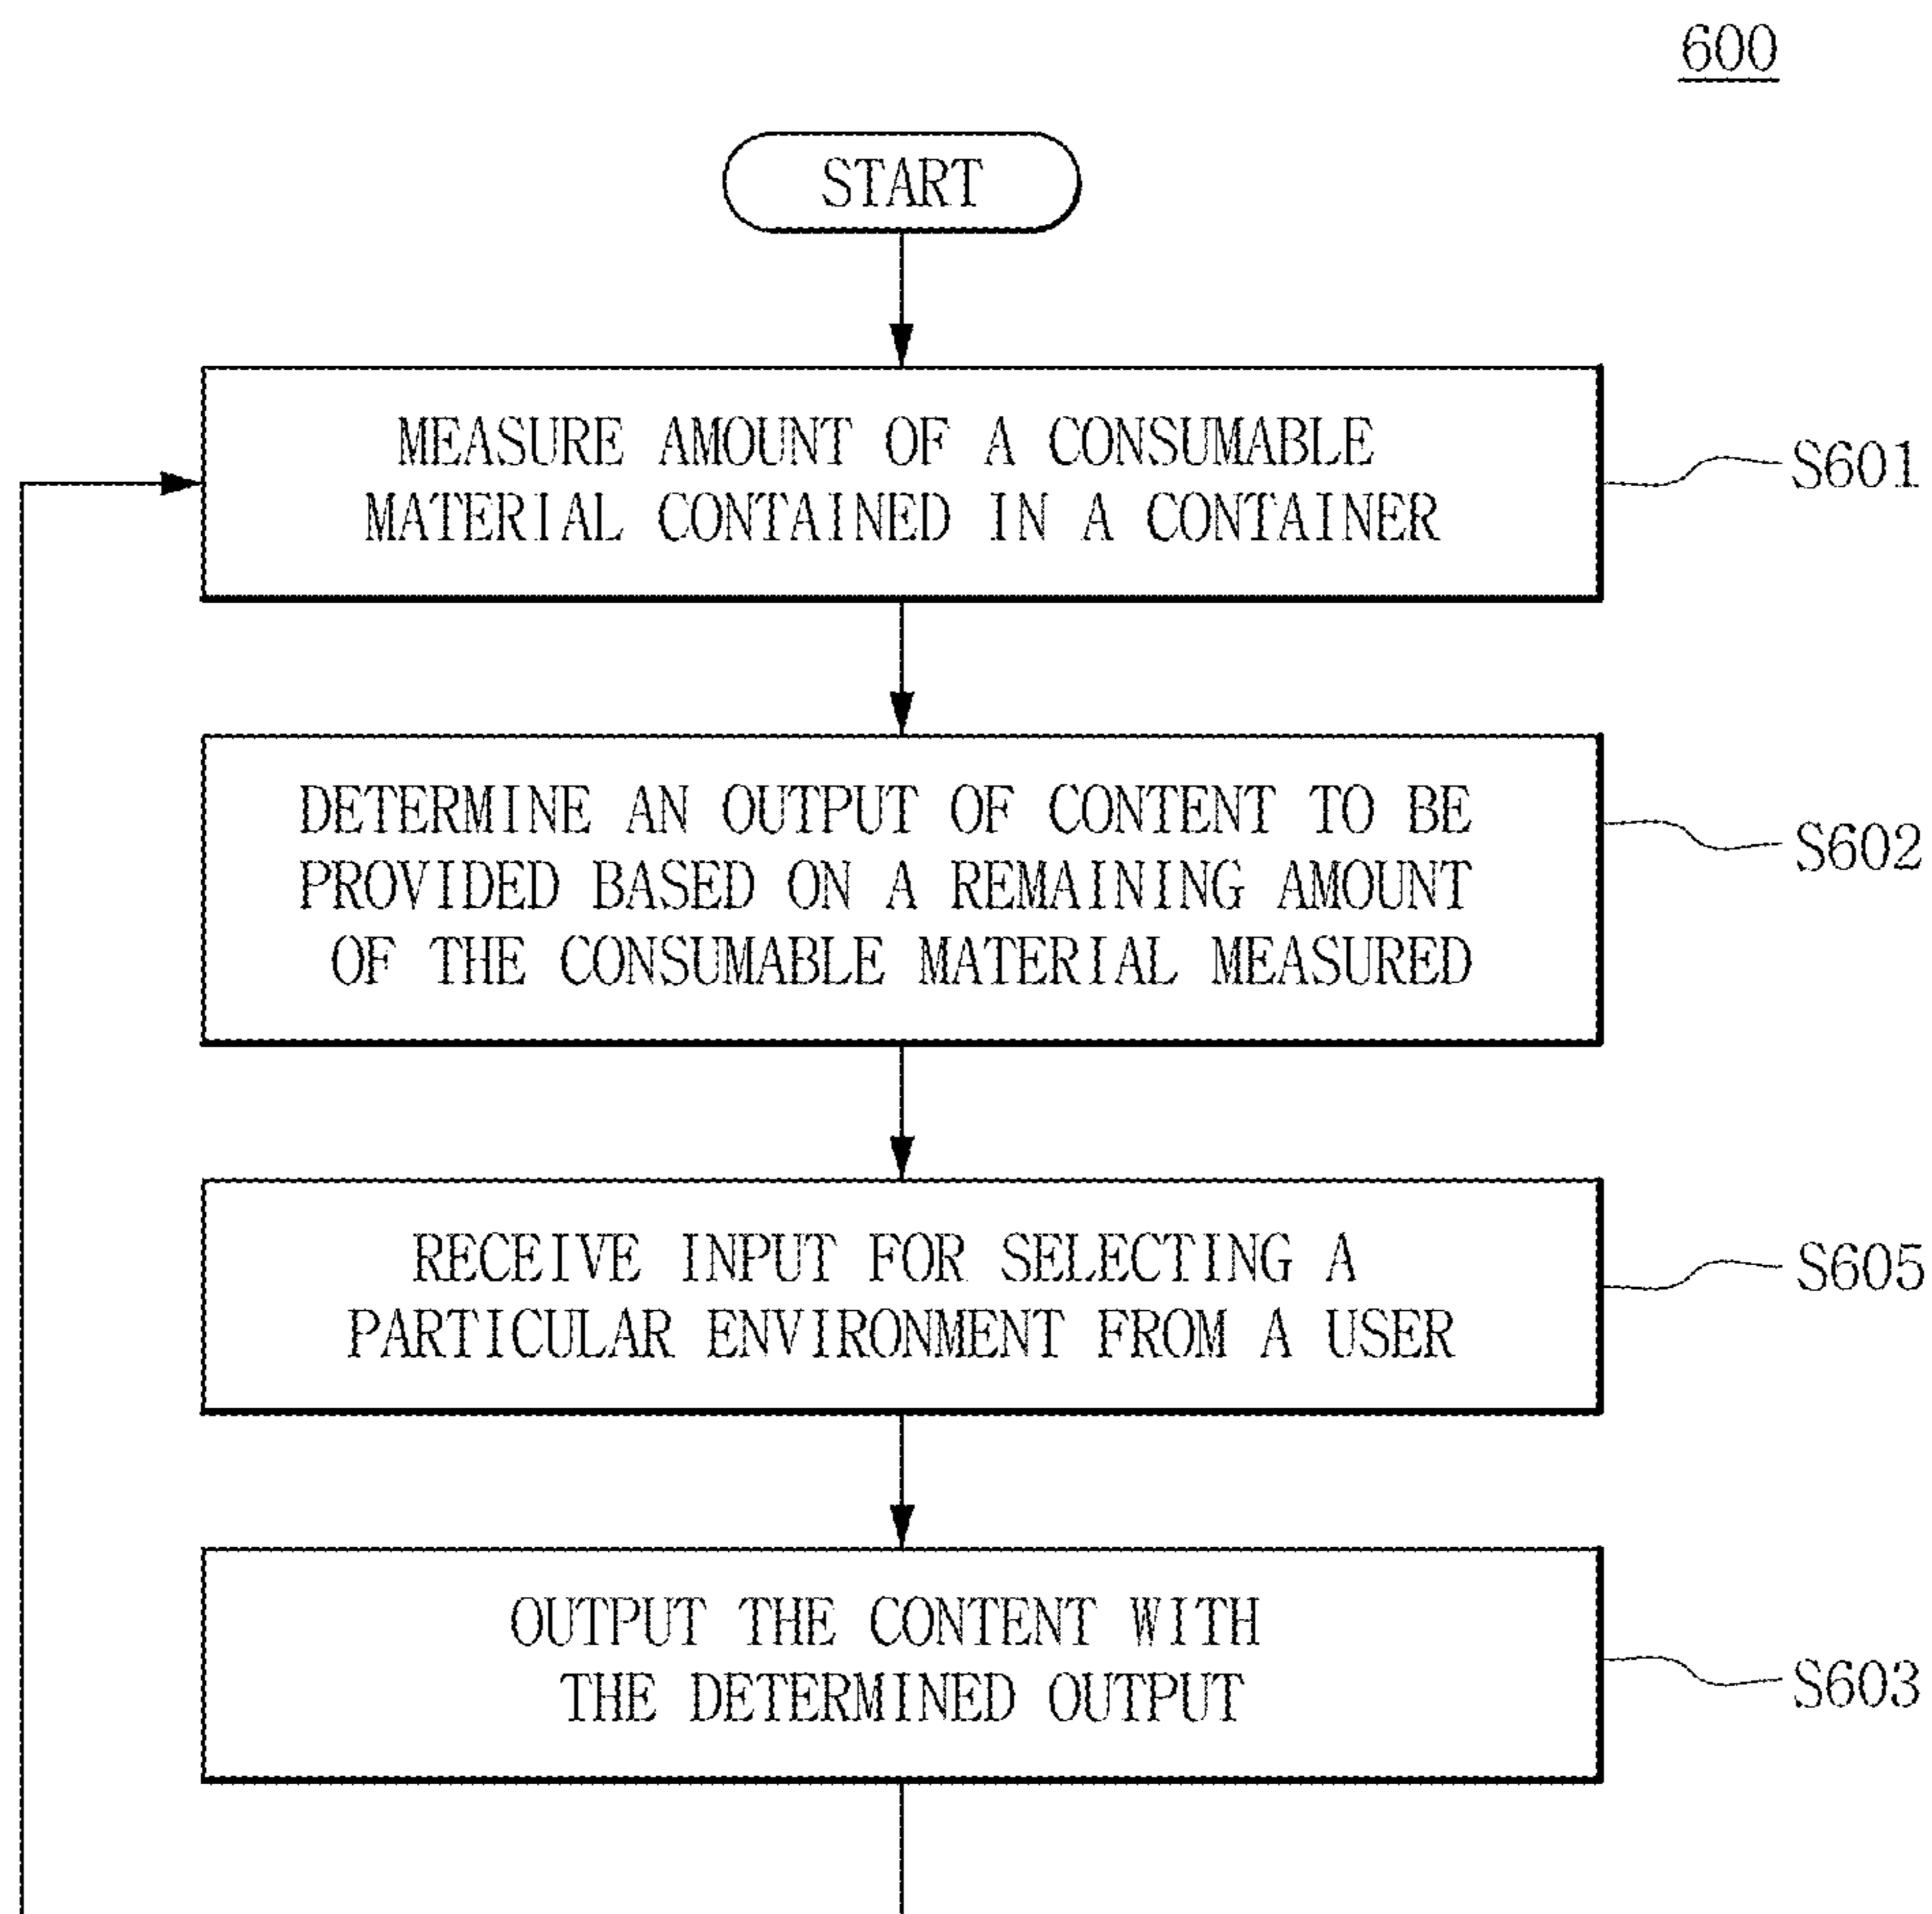 600
START
MEASURE AMOUNT OF A CONSUMABLE
MATERIAL CONTAINED IN A CONTAINER
S601
DETERMINE AN OUTPUT OF CONTENT TO BE
PROVIDED BASED ON A REMAINING AMOUNT
OF THE CONSUMABLE MATERIAL MEASURED
S602
RECEIVE INPUT FOR SELECTING A
PARTICULAR ENVIRONMENT FROM A USER
S605
OUTPUT THE CONTENT WITH
THE DETERMINED OUTPUT
S603